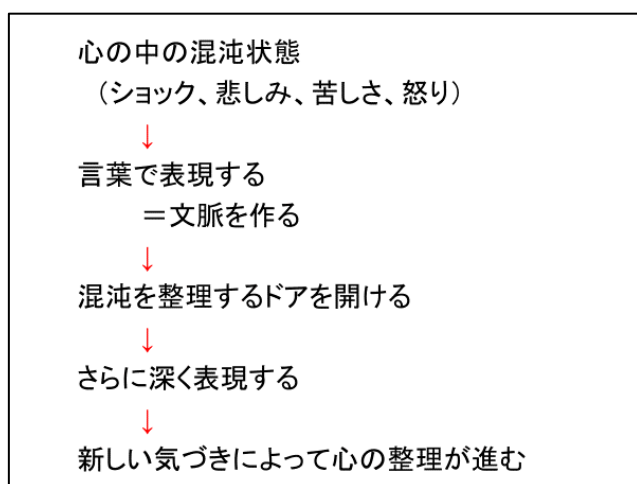 心の中の混沌状態
（ショック、悲しみ、苦しさ、怒り）
↓
言葉で表現する
＝文脈を作る
↓
混沌を整理するドアを開ける
↓
さらに深く表現する
↓
新しい気づきによって心の整理が進む